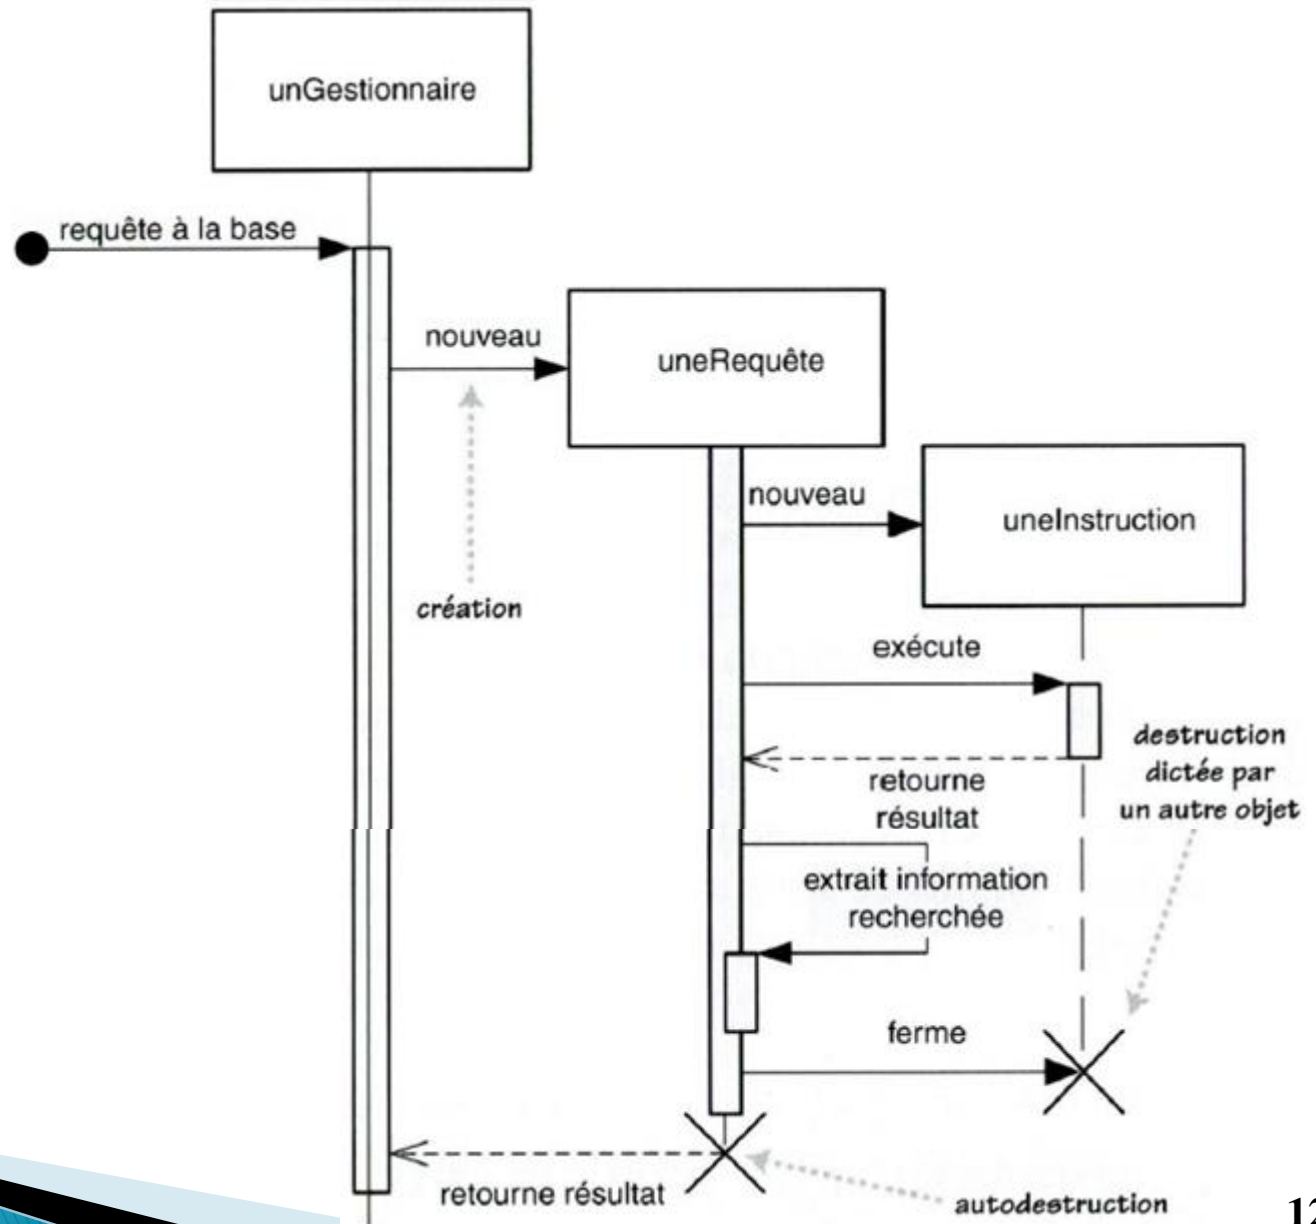 unGestionnaire
requête à la base
nouveau
uneRequête
nouveau
uneInstruction
création
exécute
destruction
dictée par
un autre objet
retourne
résultat
extrait information
recherchée
ferme
retourne résultat
autodestruction